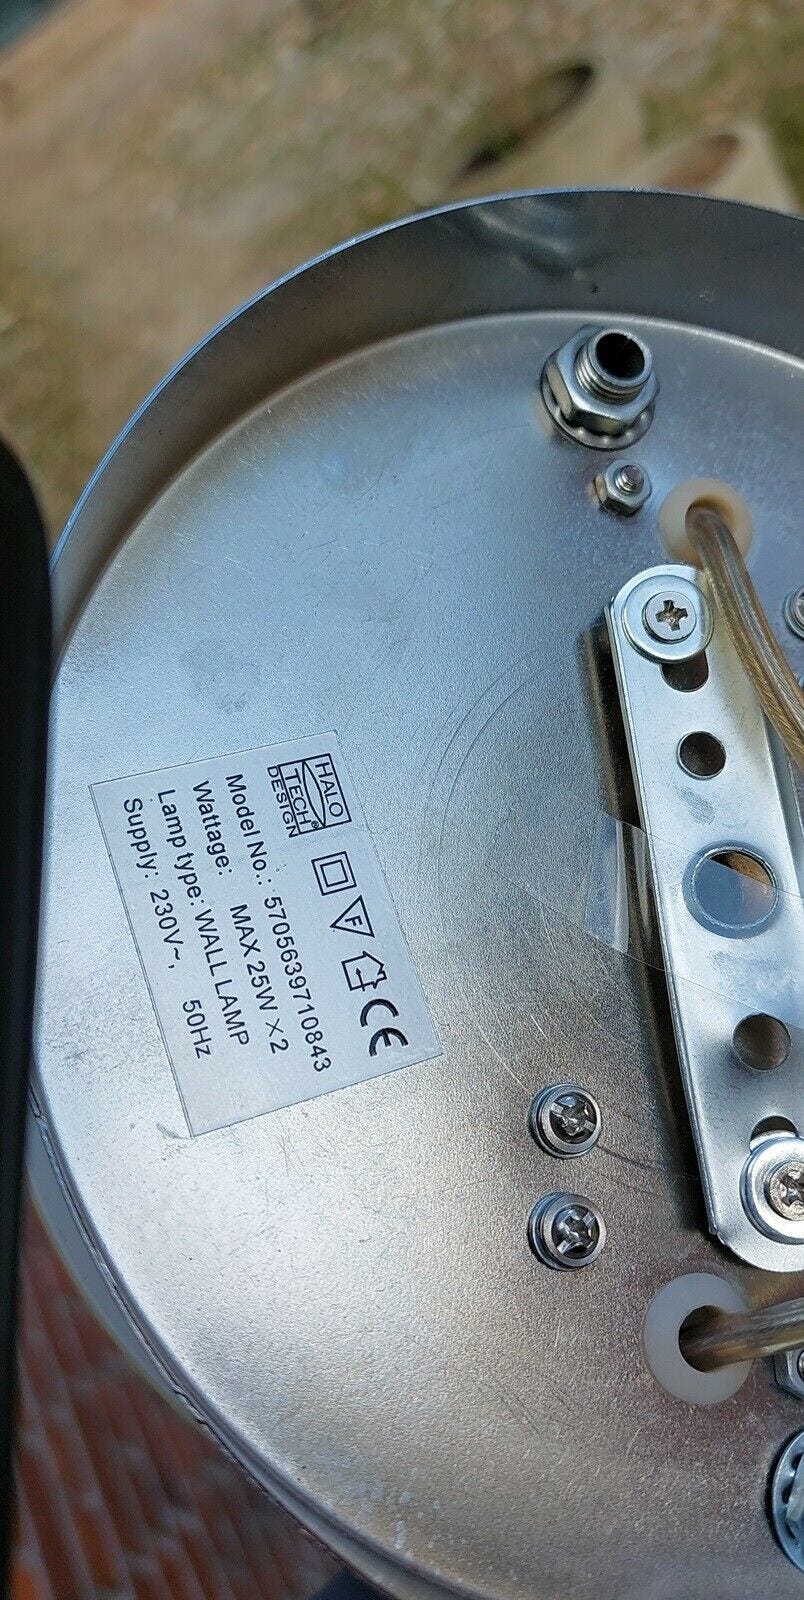 HALO
TECH®
DESIGN
F
CE
Model No.: 5705639710843
Wattage: MAX 25W X 2
Lamp type: WALL LAMP
Supply: 230V~, 50Hz